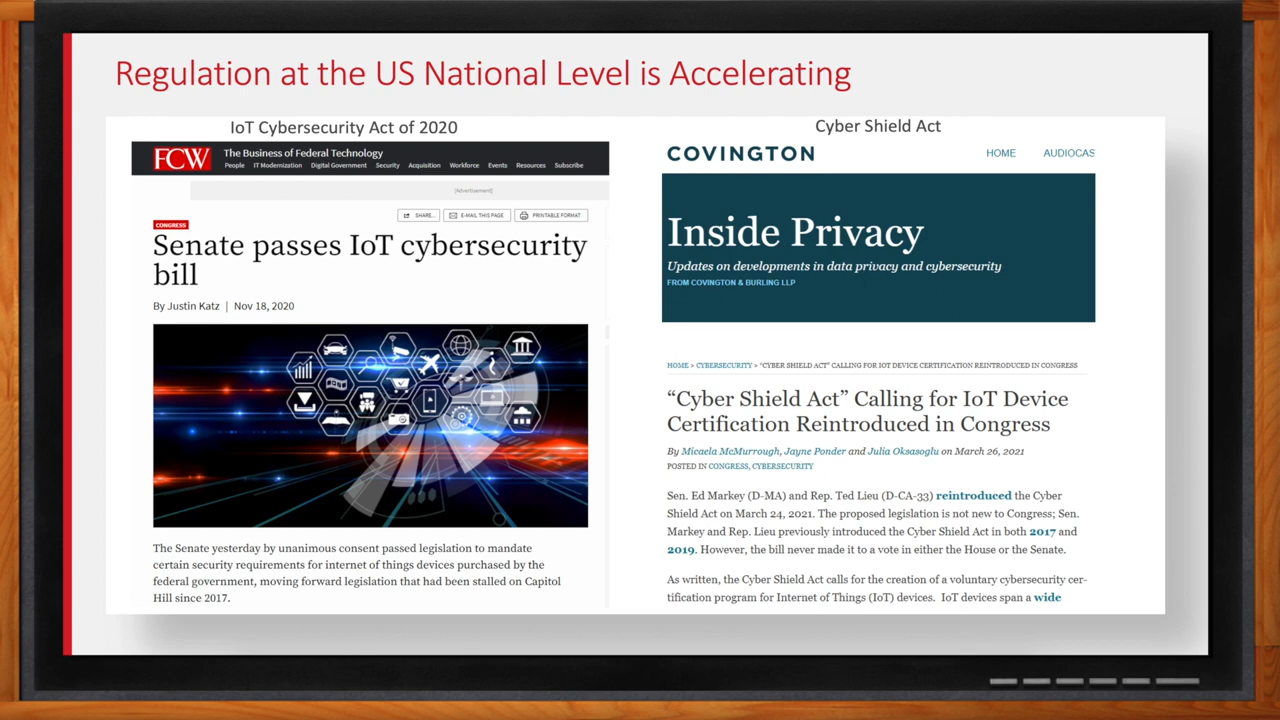 Regulation at the US National Level is Accelerating
IoT Cybersecurity Act of 2020
FCW
The Business of Federal Technology
People IT Modernization Digital Government Security Acquisition Workforce Events Resources Subscribe
[Advertisement]
SHARE... E-MAIL THIS PAGE PRINTABLE FORMAT
CONGRESS
Senate passes IoT cybersecurity
bill
By Justin Katz | Nov 18, 2020
The Senate yesterday by unanimous consent passed legislation to mandate
certain security requirements for internet of things devices purchased by the
federal government, moving forward legislation that had been stalled on Capitol
Hill since 2017.
Cyber Shield Act
COVINGTON
HOME AUDIOCAS
Inside Privacy
Updates on developments in data privacy and cybersecurity
FROM COVINGTON & BURLING LLP
HOME > CYBERSECURITY > "CYBER SHIELD ACT" CALLING FOR IOT DEVICE CERTIFICATION REINTRODUCED IN CONGRESS
“Cyber Shield Act” Calling for IoT Device
Certification Reintroduced in Congress
By Micaela McMurrough, Jayne Ponder and Julia Oksasoglu on March 26, 2021
POSTED IN CONGRESS, CYBERSECURITY
Sen. Ed Markey (D-MA) and Rep. Ted Lieu (D-CA-33) reintroduced the Cyber
Shield Act on March 24, 2021. The proposed legislation is not new to Congress; Sen.
Markey and Rep. Lieu previously introduced the Cyber Shield Act in both 2017 and
2019. However, the bill never made it to a vote in either the House or the Senate.
As written, the Cyber Shield Act calls for the creation of a voluntary cybersecurity cer-
tification program for Internet of Things (IoT) devices. IoT devices span a wide